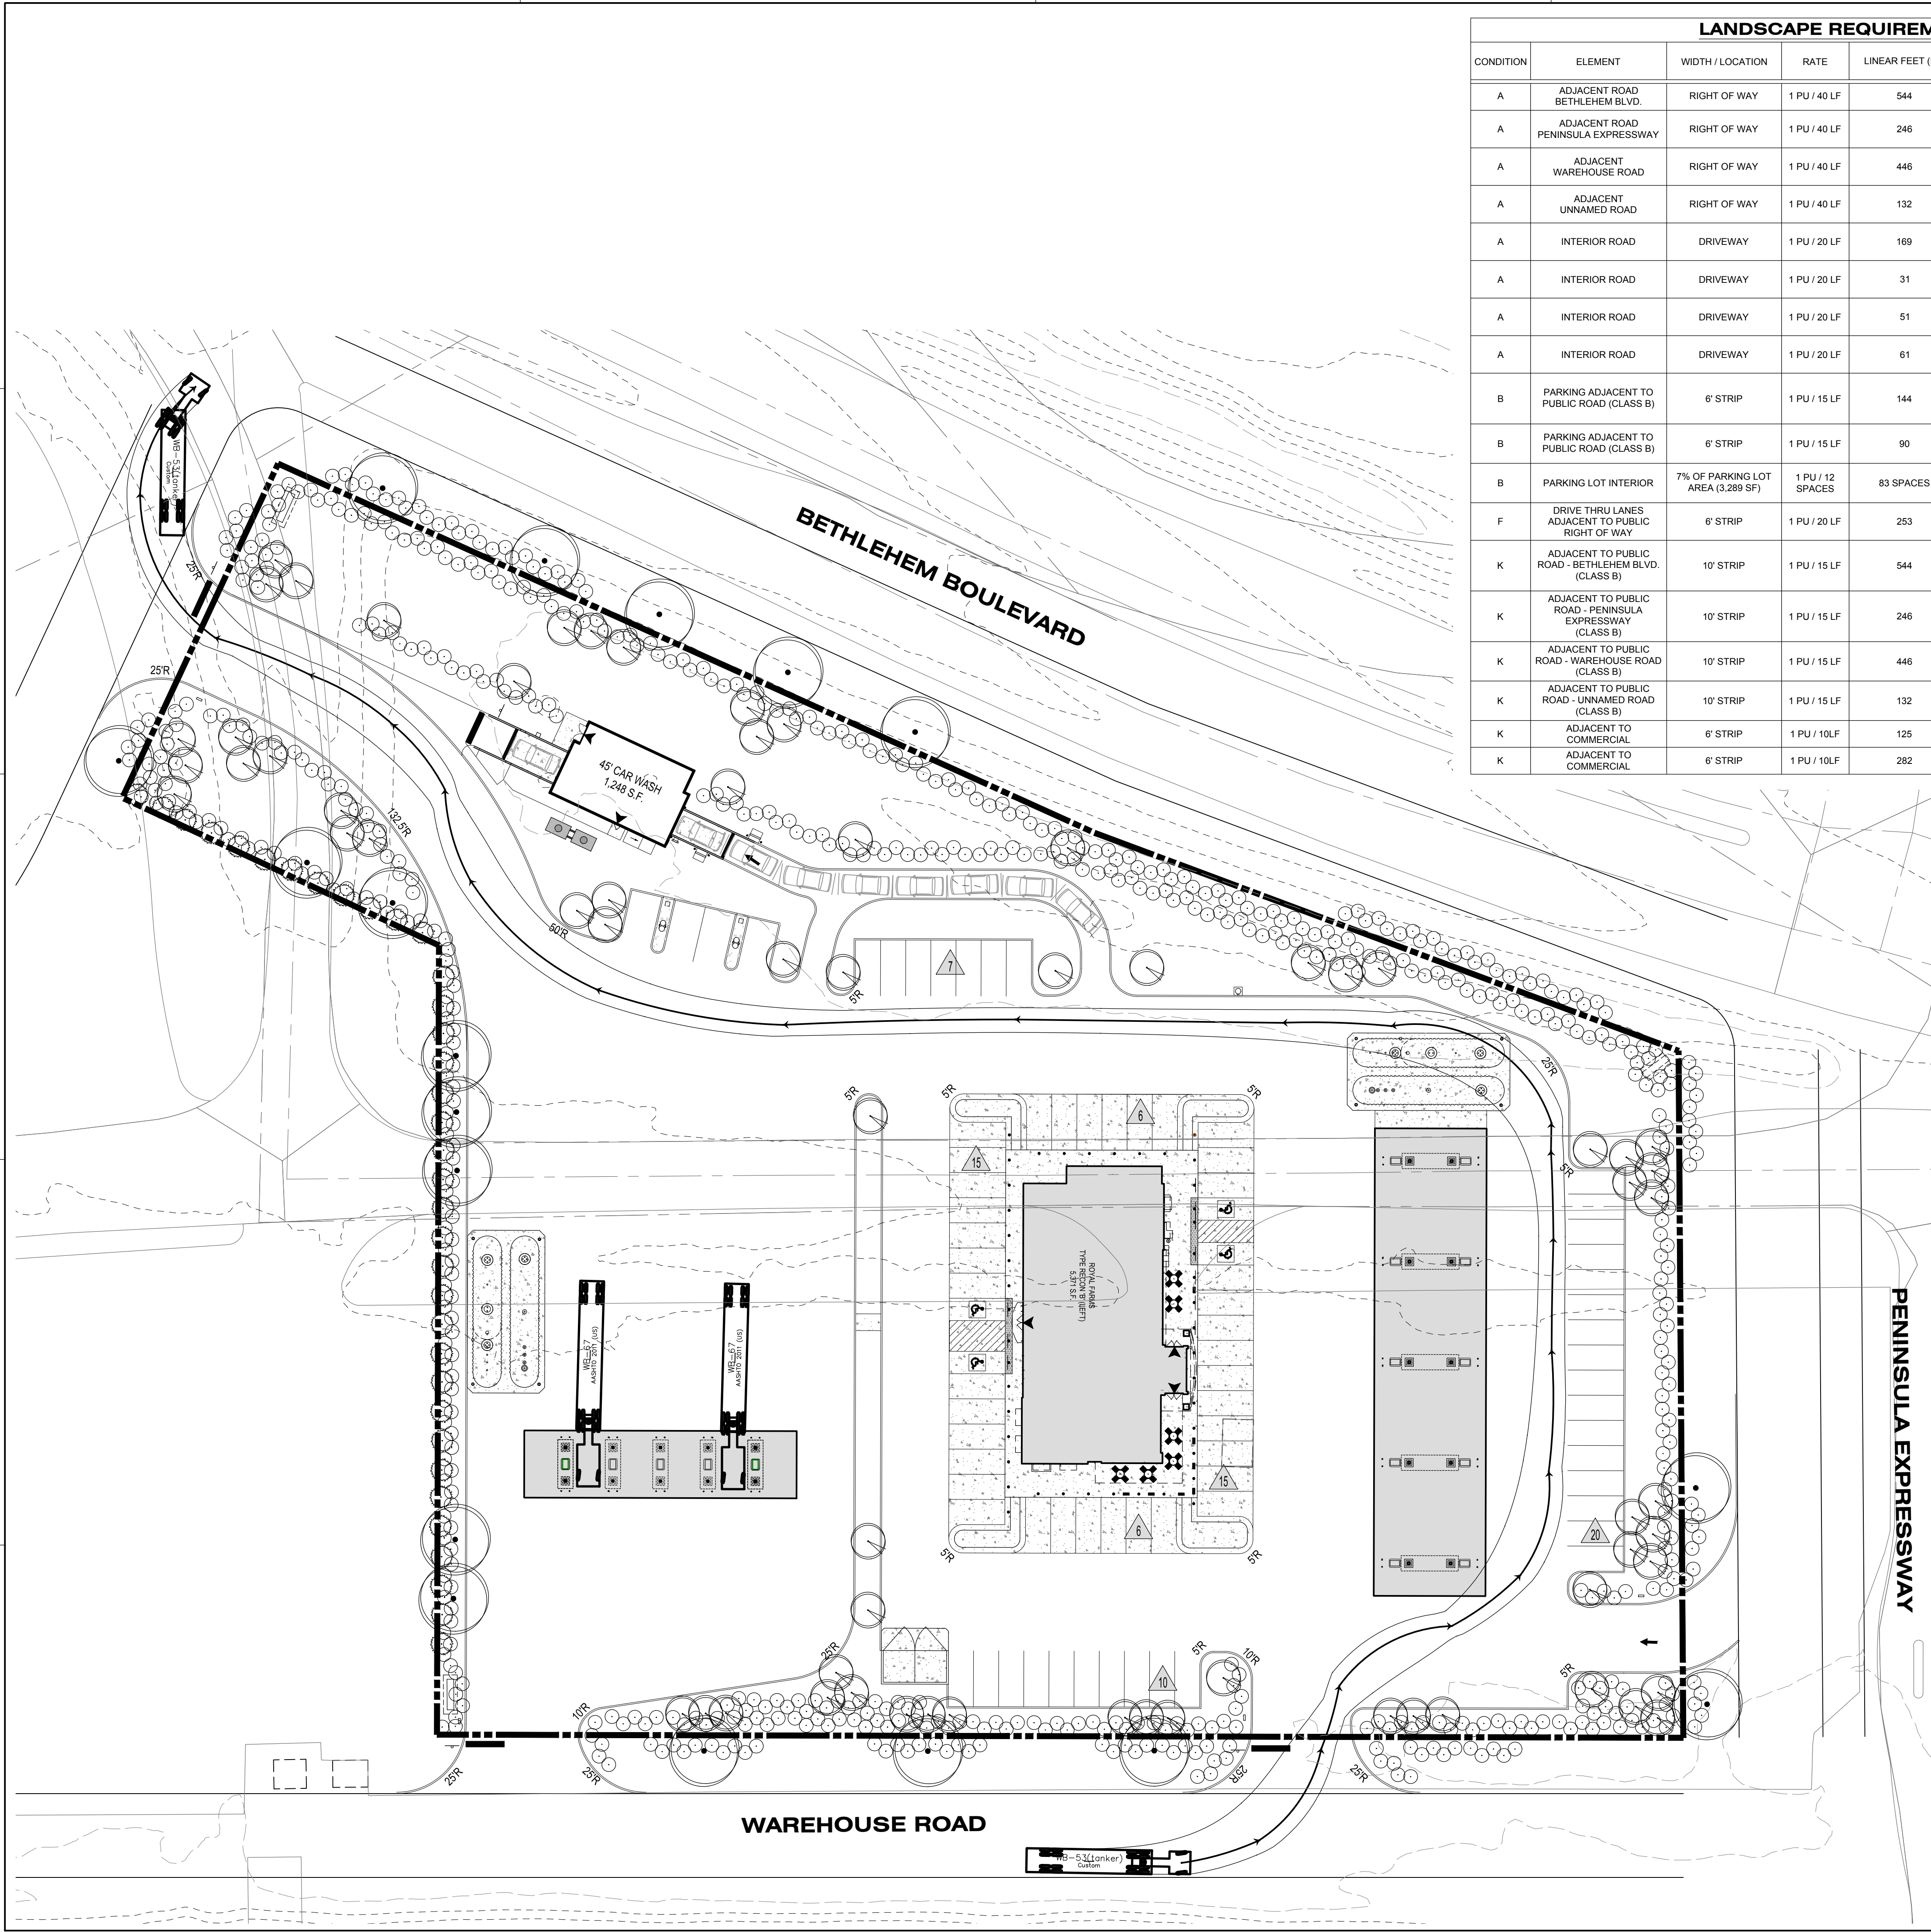 LANDSCAPE REQUIREM
CONDITION ELEMENT WIDTH / LOCATION RATE LINEAR FEET (
A ADJACENT ROAD BETHLEHEM BLVD. RIGHT OF WAY 1 PU / 40 LF 544
A ADJACENT ROAD PENINSULA EXPRESSWAY RIGHT OF WAY 1 PU / 40 LF 246
A ADJACENT WAREHOUSE ROAD RIGHT OF WAY 1 PU / 40 LF 446
A ADJACENT UNNAMED ROAD RIGHT OF WAY 1 PU / 40 LF 132
A INTERIOR ROAD DRIVEWAY 1 PU / 20 LF 169
A INTERIOR ROAD DRIVEWAY 1 PU / 20 LF 31
A INTERIOR ROAD DRIVEWAY 1 PU / 20 LF 51
A INTERIOR ROAD DRIVEWAY 1 PU / 20 LF 61
B PARKING ADJACENT TO PUBLIC ROAD (CLASS B) 6' STRIP 1 PU / 15 LF 144
B PARKING ADJACENT TO PUBLIC ROAD (CLASS B) 6' STRIP 1 PU / 15 LF 90
B PARKING LOT INTERIOR 7% OF PARKING LOT AREA (3,289 SF) 1 PU / 12 SPACES 83 SPACES
F DRIVE THRU LANES ADJACENT TO PUBLIC RIGHT OF WAY 6' STRIP 1 PU / 20 LF 253
K ADJACENT TO PUBLIC ROAD - BETHLEHEM BLVD. (CLASS B) 10' STRIP 1 PU / 15 LF 544
K ADJACENT TO PUBLIC ROAD - PENINSULA EXPRESSWAY (CLASS B) 10' STRIP 1 PU / 15 LF 246
K ADJACENT TO PUBLIC ROAD - WAREHOUSE ROAD (CLASS B) 10' STRIP 1 PU / 15 LF 446
K ADJACENT TO PUBLIC ROAD - UNNAMED ROAD (CLASS B) 10' STRIP 1 PU / 15 LF 132
K ADJACENT TO COMMERCIAL 6' STRIP 1 PU / 10LF 125
K ADJACENT TO COMMERCIAL 6' STRIP 1 PU / 10LF 282
WB-53(tanker)
Custom
BETHLEHEM BOULEVARD
25'R
25'R
45' CAR WASH
1,248 S.F.
132.5'R
50'R
7
5'R
25'R
5'R
5'R
5'R
6
15
5'R
ROYAL FARMS
TYPE RECON 'B' (LEFT)
5,371 S.F.
WB-67
AASHTO 2011 (US)
WB-67
AASHTO 2011 (US)
PENINSULA EXPRESSWAY
15
6
20
5'R
5'R
25'R
5'R
10'R
5'R
10
10'R
25'R
25'R
25'R
25'R
WAREHOUSE ROAD
WB-53(tanker)
Custom